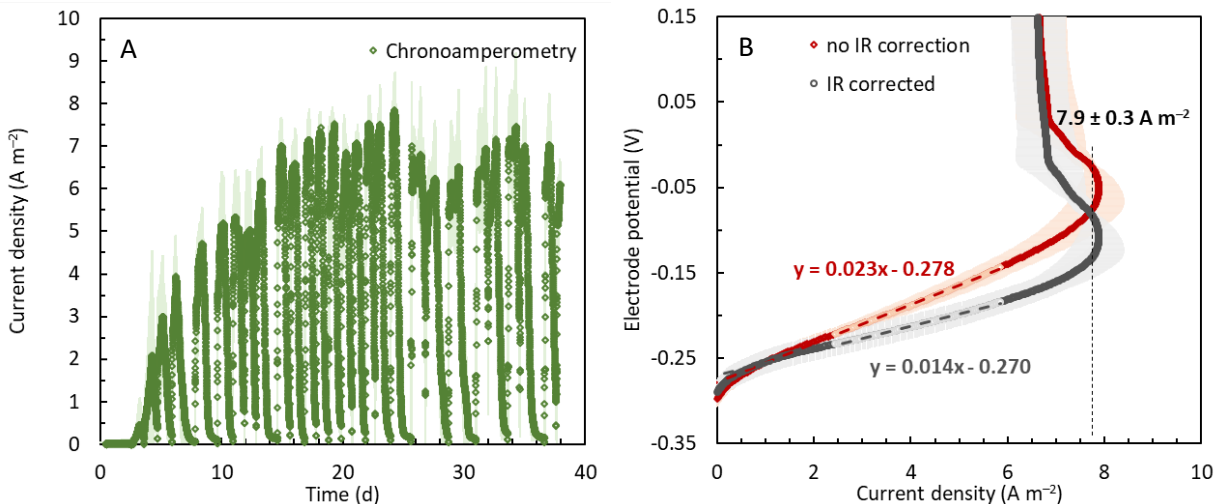 A
Chronoamperometry
Current density (A m⁻²)
10
9
8
7
6
5
4
3
2
1
0
0 10 20 30 40
Time (d)
B
no IR correction
IR corrected
7.9 ± 0.3 A m⁻²
y = 0.023x - 0.278
y = 0.014x - 0.270
Electrode potential (V)
0.15
0.05
-0.05
-0.15
-0.25
-0.35
0 2 4 6 8 10
Current density (A m⁻²)